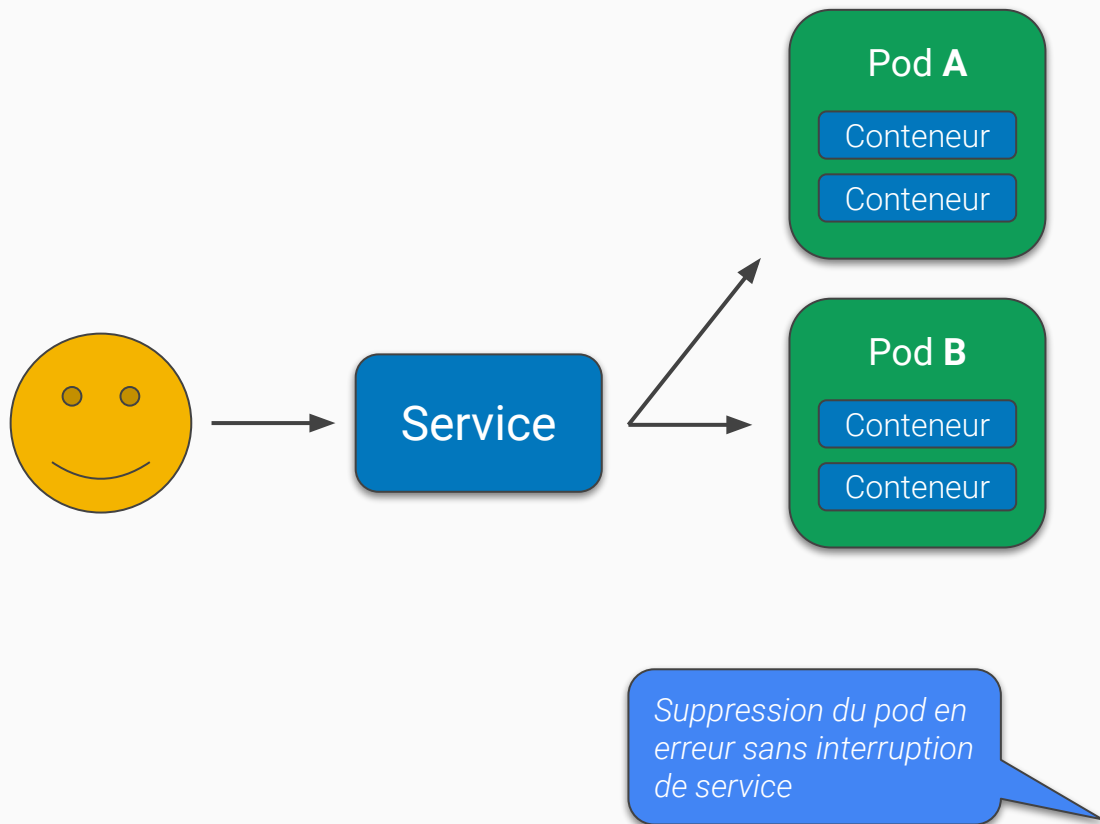 Pod A
Conteneur
Conteneur
Service
Pod B
Conteneur
Conteneur
Suppression du pod en
erreur sans interruption
de service